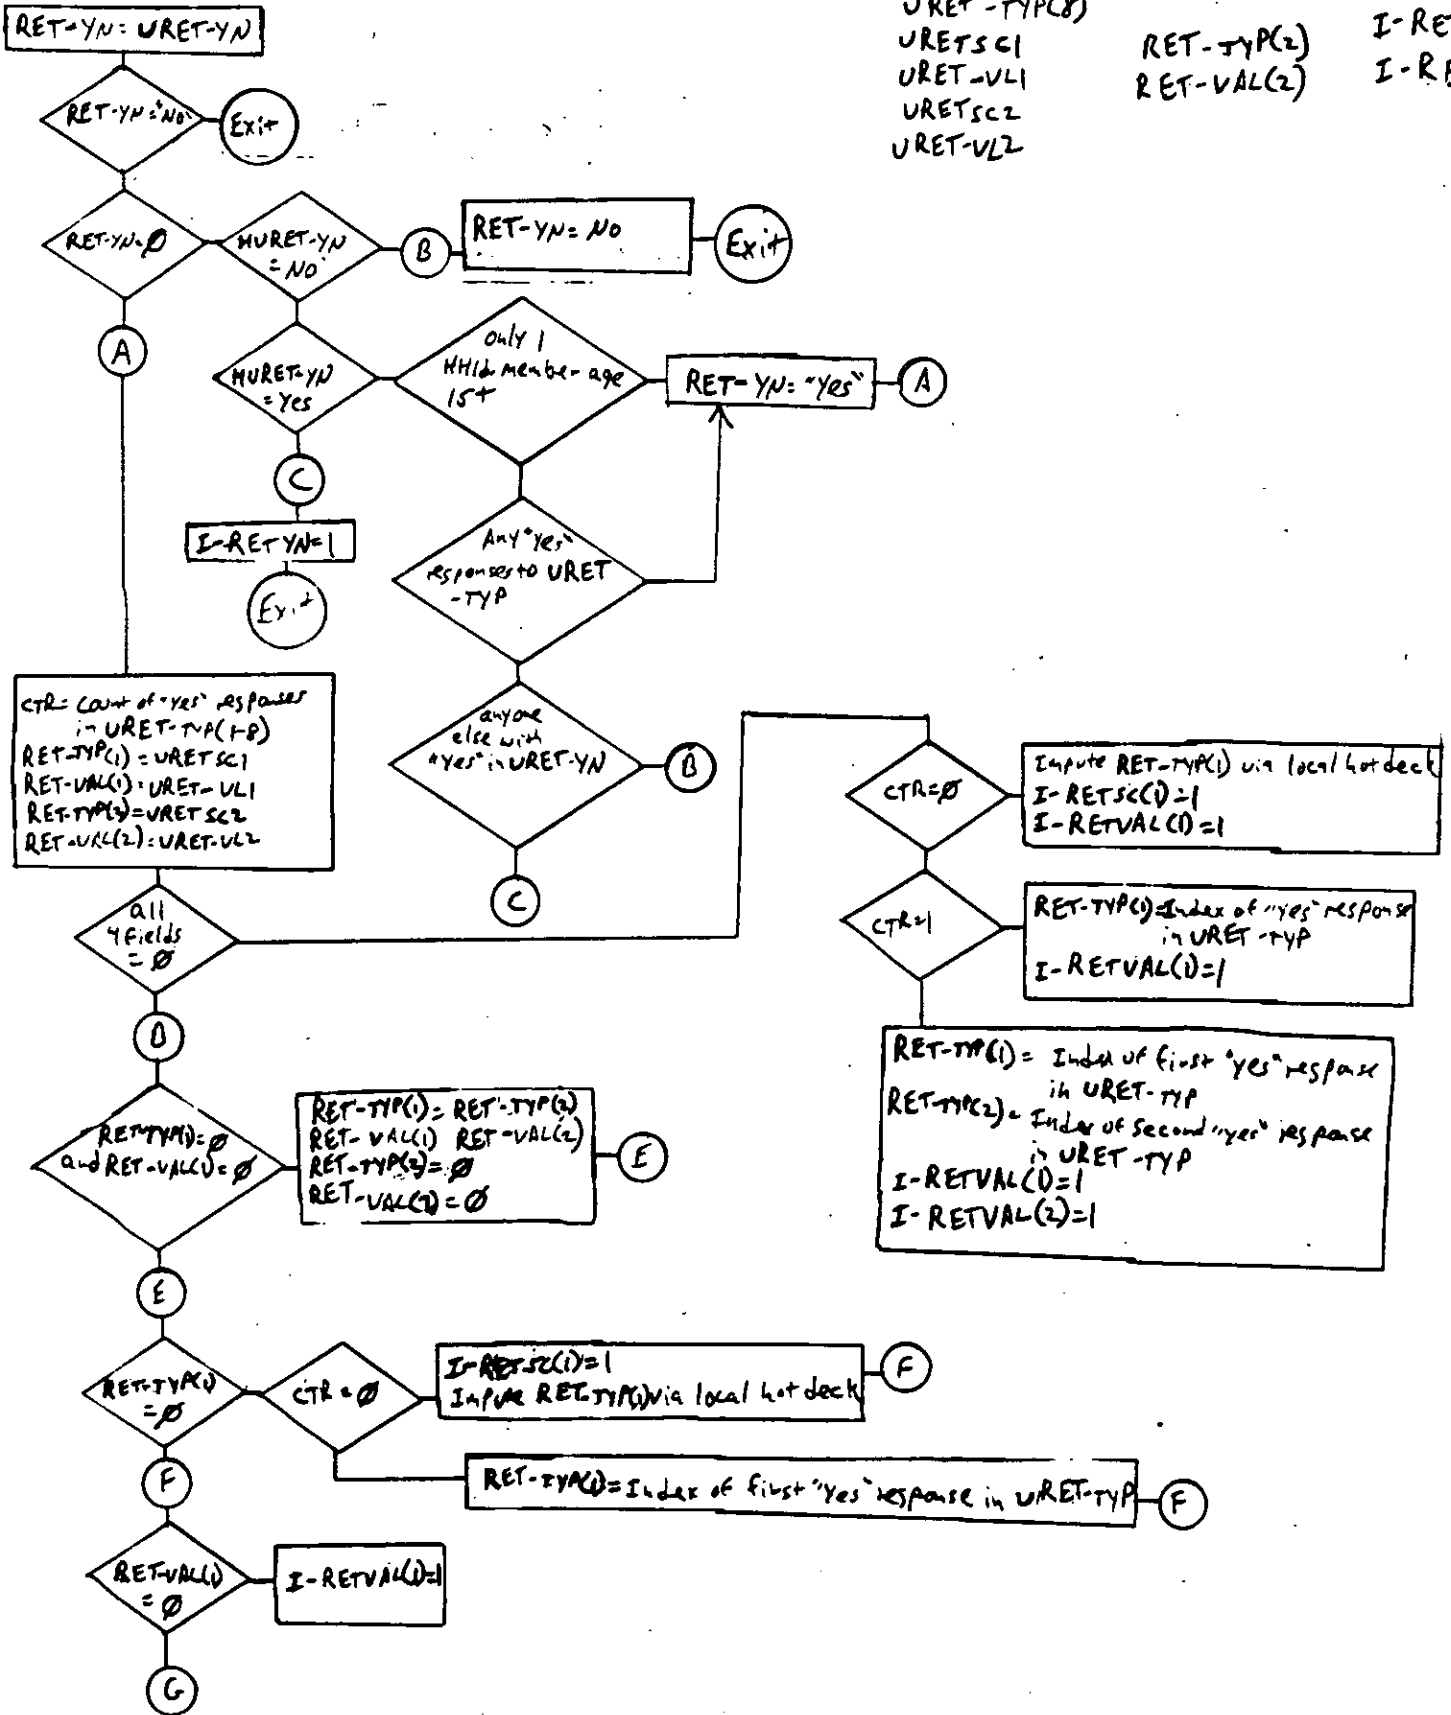 URET-TYP(8)
URETSC1
URET-VL1
URETSC2
URET-VL2
RET-TYP(2)
RET-VAL(2)
I-RE
I-RE
RET-YN= URET-YN
RET-YN="No"
Exit
RET-YN=Ø
HURET-YN
= NO
B
RET-YN= NO
Exit
A
HURET-YN
= Yes
only 1
HHld member-age
15+
RET-YN= "Yes"
A
C
I-RETYN=1
Exit
Any "yes"
responses to URET
-TYP
anyone
else with
"yes" in URET-YN
B
C
CTR= Count of "yes" responses
in URET-TYP(1-8)
RET-TYP(1)=URETSC1
RET-VAL(1)=URET-VL1
RET-TYP(2)=URETSC2
RET-VAL(2)=URET-VL2
all
4 fields
= Ø
CTR=Ø
Impute RET-TYP(1) via local hot deck
I-RETSC(1)=1
I-RETVAL(1)=1
CTR=1
RET-TYP(1)=Index of "yes" response
in URET-TYP
I-RETVAL(1)=1
RET-TYP(1)= Index of first "yes" response
in URET-TYP
RET-TYP(2)= Index of second "yes" response
in URET-TYP
I-RETVAL(1)=1
I-RETVAL(2)=1
D
RET-TYP(1)=Ø
and RET-VAL(1)=Ø
RET-TYP(1)= RET-TYP(2)
RET-VAL(1) RET-VAL(2)
RET-TYP(2)=Ø
RET-VAL(2)=Ø
E
E
RET-TYP(1)
=Ø
CTR=Ø
I-RETSC(1)=1
Impute RET-TYP(1) via local hot deck
F
RET-TYP(1)=Index of first "yes" response in URET-TYP
F
F
RET-VAL(1)
= Ø
I-RETVAL(1)=1
G